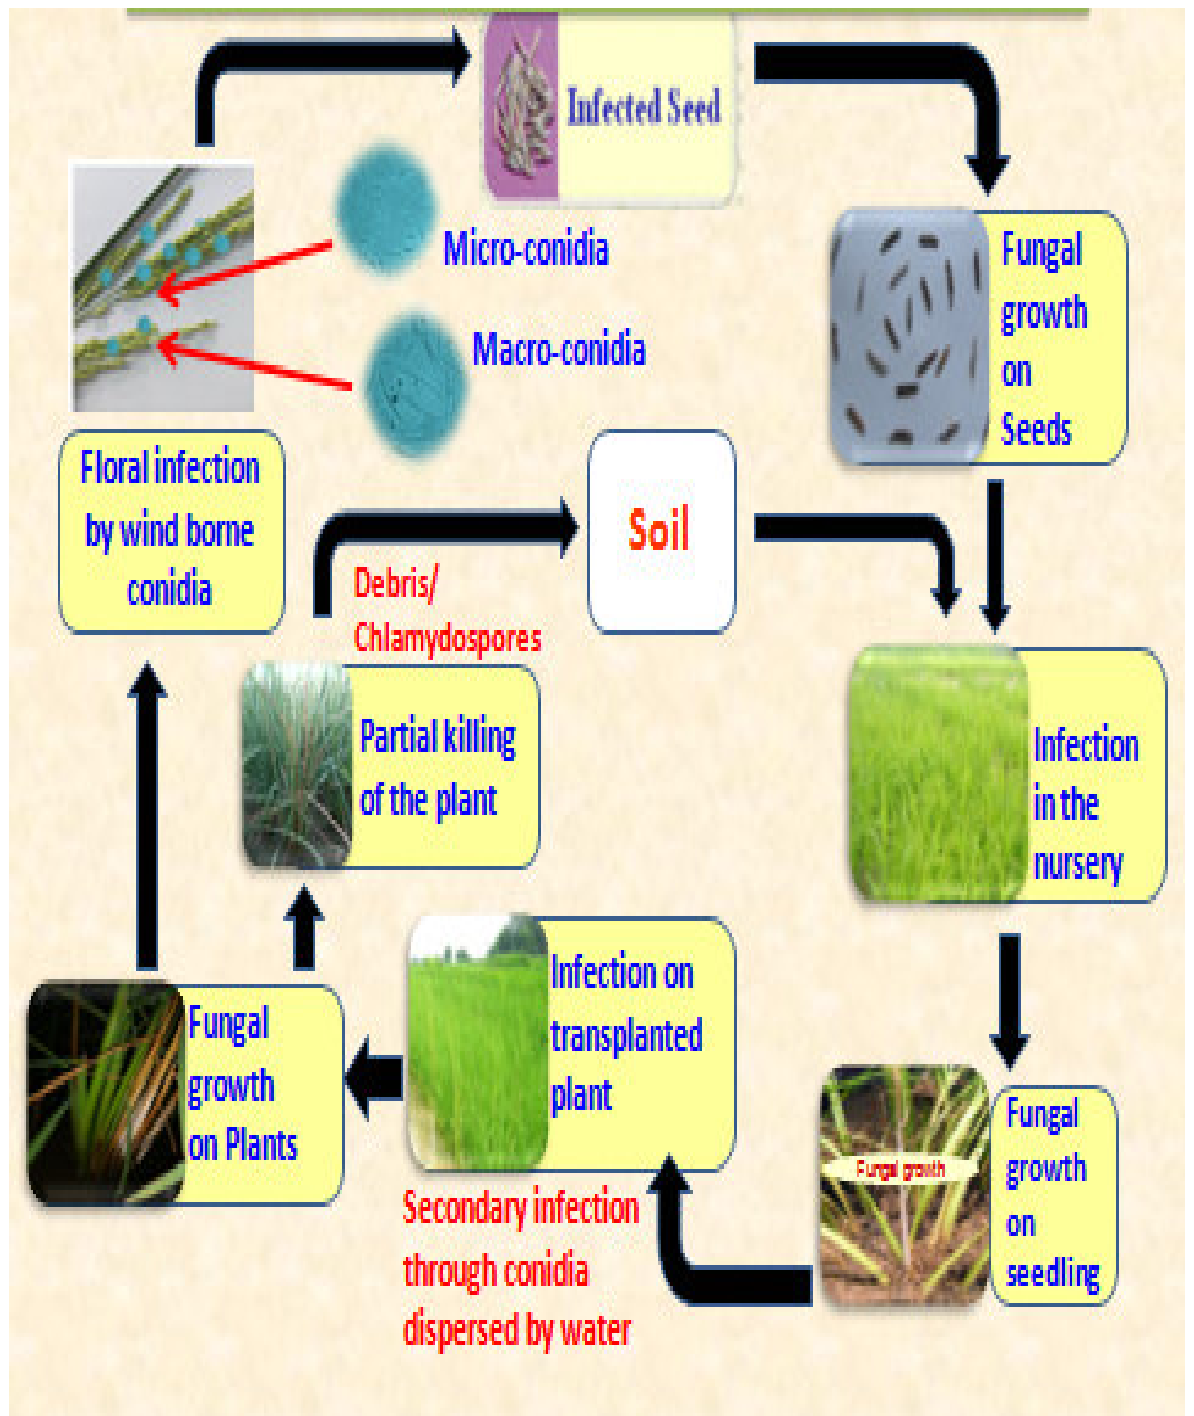 Infected Seed
Micro-conidia
Macro-conidia
Fungal
growth
on
Seeds
Floral infection
by wind borne
conidia
Soil
Debris/
Chlamydospores
Partial killing
of the plant
Infection
in the
nursery
Infection on
transplanted
plant
Fungal
growth
on Plants
Fungal growth
Fungal
growth
on
seedling
Secondary infection
through conidia
dispersed by water